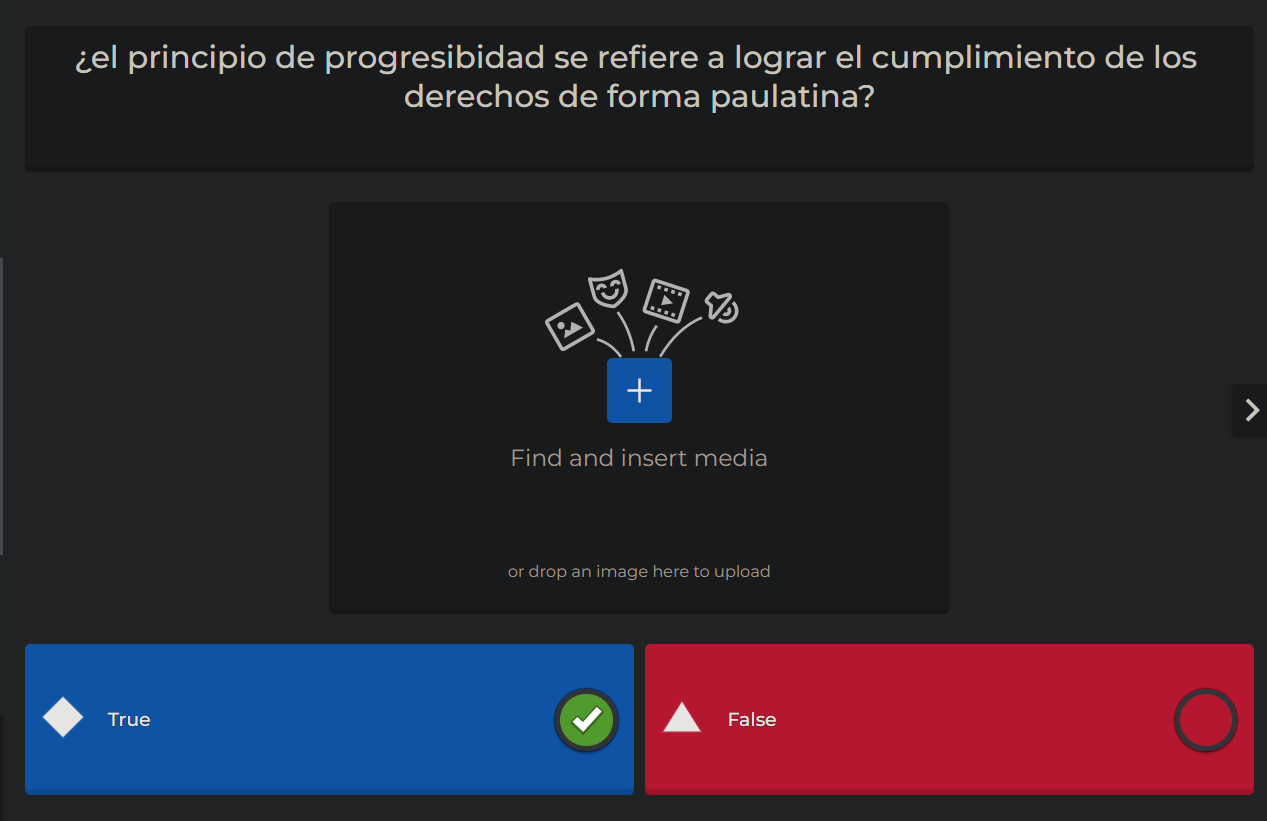 ¿el principio de progresibidad se refiere a lograr el cumplimiento de los
derechos de forma paulatina?
Find and insert media
or drop an image here to upload
True
False